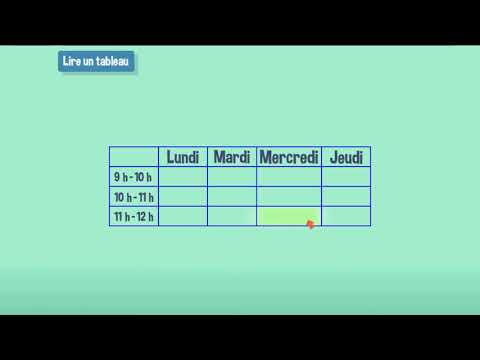 Lire un tableau
Lundi Mardi Mercredi Jeudi
9 h - 10 h
10 h - 11 h
11 h - 12 h